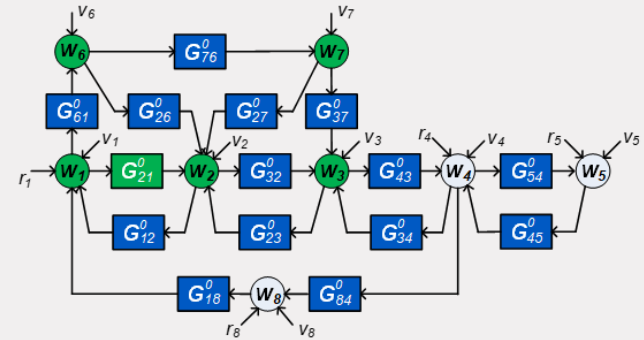 v6 v7
W6 G⁰76 W7
G⁰61 G⁰26 G⁰27 G⁰37
v1 v2 v3 r4 v4 r5 v5
r1 W1 G⁰21 W2 G⁰32 W3 G⁰43 W4 G⁰54 W5
G⁰12 G⁰23 G⁰34 G⁰45
G⁰18 W8 G⁰84
r8 v8